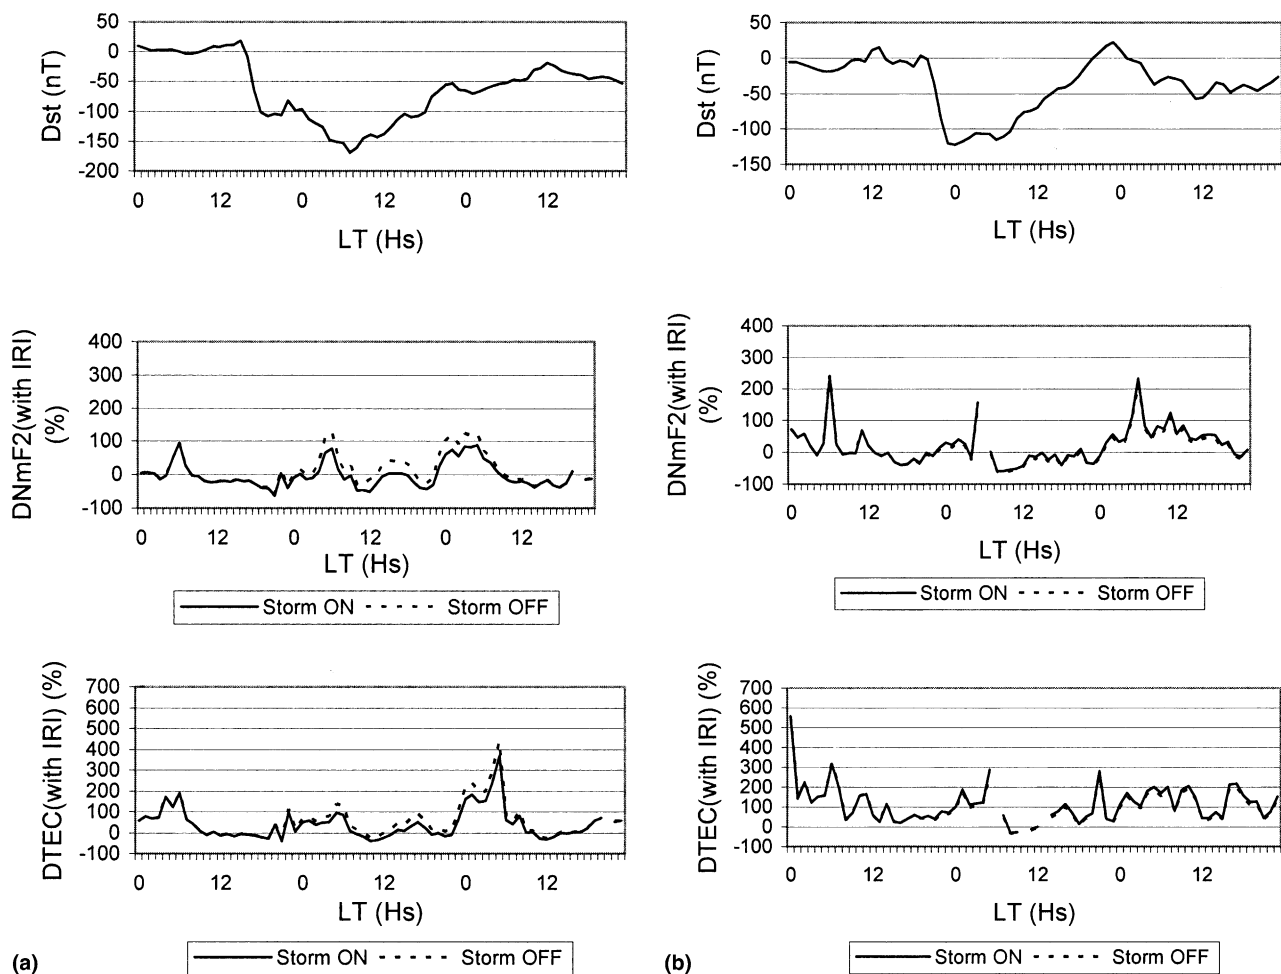 50
0
-50
-100
-150
-200
Dst (nT)
0 12 0 12 0 12
LT (Hs)
400
300
200
100
0
-100
DNmF2(with IRI)
(%)
0 12 0 12 0 12
LT (Hs)
Storm ON Storm OFF
700
600
500
400
300
200
100
0
-100
DTEC(with IRI) (%)
0 12 0 12 0 12
LT (Hs)
Storm ON Storm OFF
(a)
50
0
-50
-100
-150
Dst (nT)
12 0 12 0 12 0
LT (Hs)
400
300
200
100
0
-100
DNmF2(with IRI)
(%)
0 12 0 12 0 12
LT (Hs)
Storm ON Storm OFF
700
600
500
400
300
200
100
0
-100
DTEC(with IRI) (%)
0 12 0 12 0 12
LT (Hs)
Storm ON Storm OFF
(b)